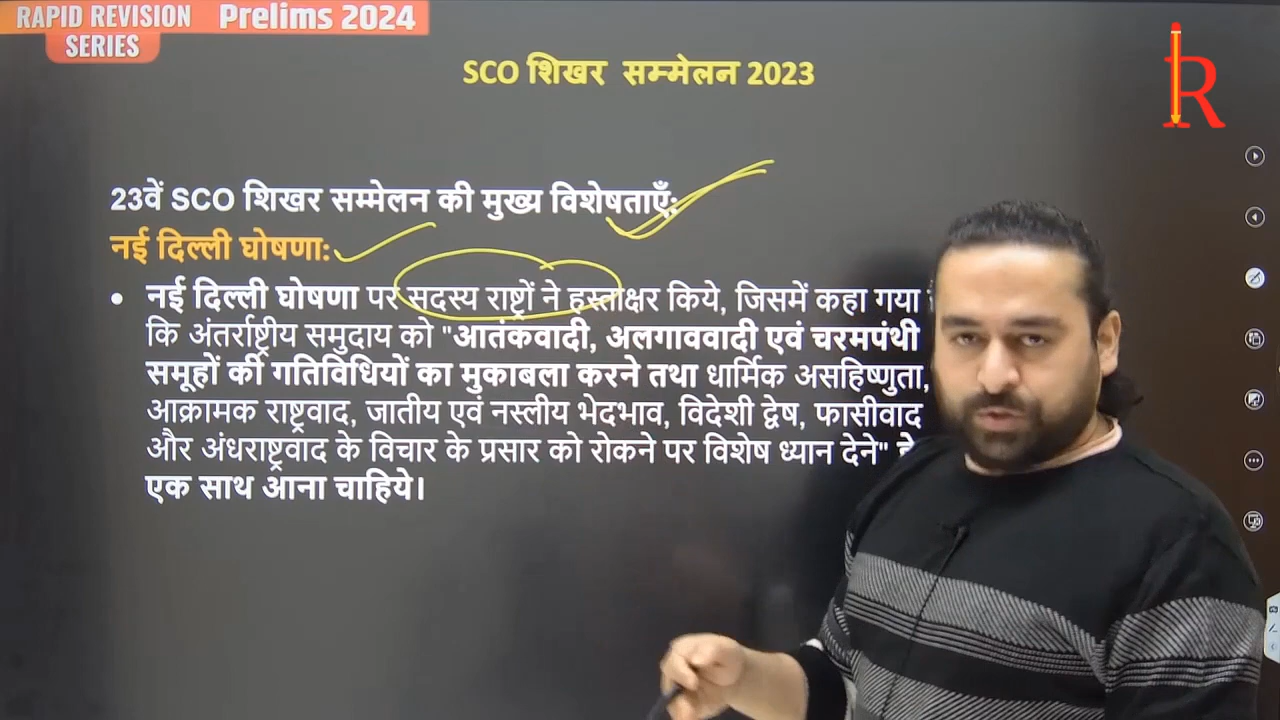 RAPID REVISION
SERIES
Prelims 2024
SCO शिखर सम्मेलन 2023
R
23वें SCO शिखर सम्मेलन की मुख्य विशेषताएँ:
नई दिल्ली घोषणा:
• नई दिल्ली घोषणा पर सदस्य राष्ट्रों ने हस्ताक्षर किये, जिसमें कहा गया
कि अंतर्राष्ट्रीय समुदाय को "आतंकवादी, अलगाववादी एवं चरमपंथी
समूहों की गतिविधियों का मुकाबला करने तथा धार्मिक असहिष्णुता,
आक्रामक राष्ट्रवाद, जातीय एवं नस्लीय भेदभाव, विदेशी द्वेष, फासीवाद
और अंधराष्ट्रवाद के विचार के प्रसार को रोकने पर विशेष ध्यान देने"
एक साथ आना चाहिये।